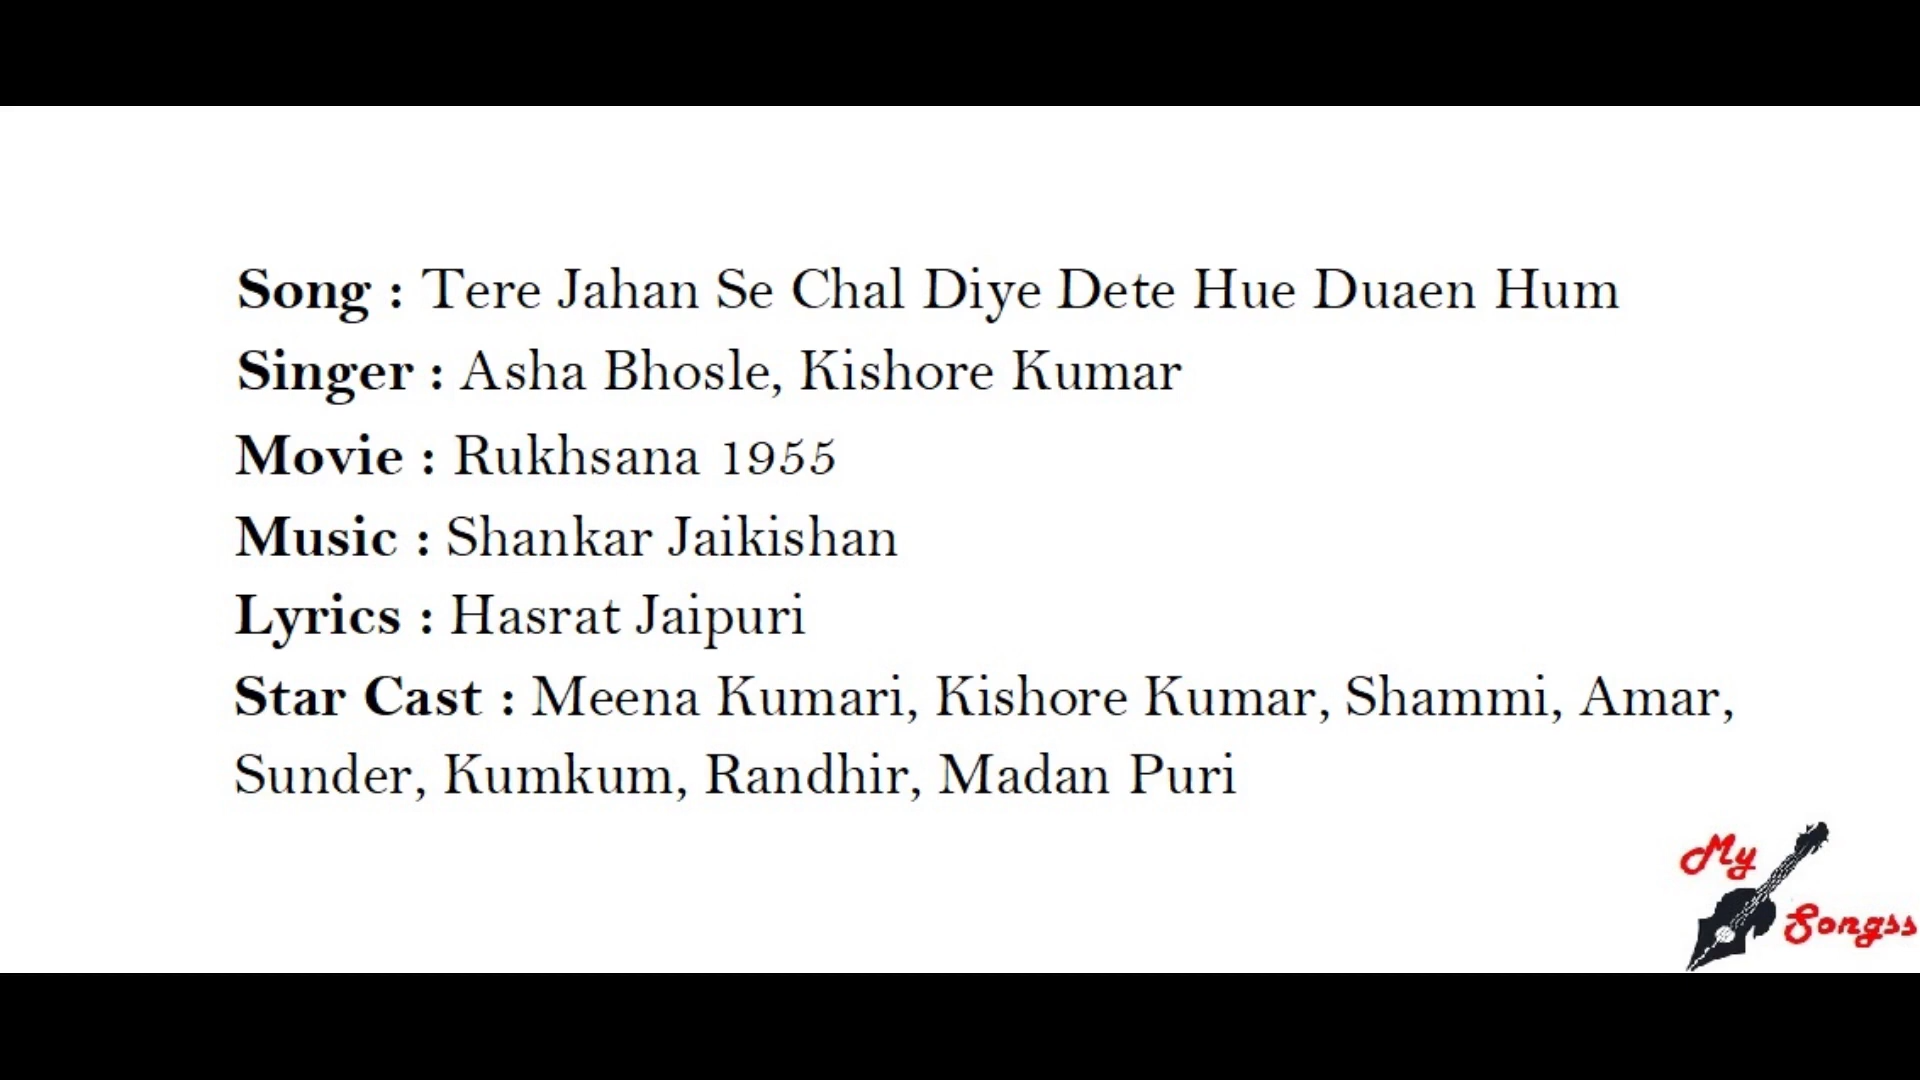 Song : Tere Jahan Se Chal Diye Dete Hue Duaen Hum
Singer : Asha Bhosle, Kishore Kumar
Movie : Rukhsana 1955
Music : Shankar Jaikishan
Lyrics : Hasrat Jaipuri
Star Cast : Meena Kumari, Kishore Kumar, Shammi, Amar,
Sunder, Kumkum, Randhir, Madan Puri
My
Songss